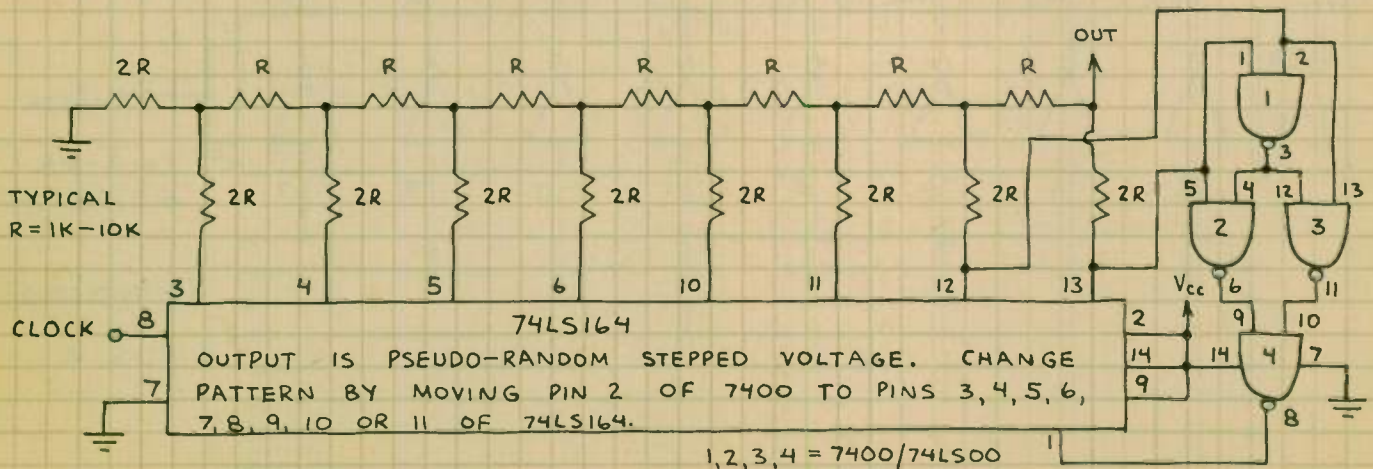 OUT
2R R R R R R R R
1 2
1
3
5 4 12 13
2R 2R 2R 2R 2R 2R 2R 2R
2 3
TYPICAL
R = 1K – 10K
3 4 5 6 10 11 12 13
6 11
VCC
9 10
CLOCK 8
74LS164
2
OUTPUT IS PSEUDO-RANDOM STEPPED VOLTAGE. CHANGE
14 14 4 7
PATTERN BY MOVING PIN 2 OF 7400 TO PINS 3, 4, 5, 6,
7
9
7, 8, 9, 10 OR 11 OF 74LS164.
8
1
1, 2, 3, 4 = 7400/74LS00